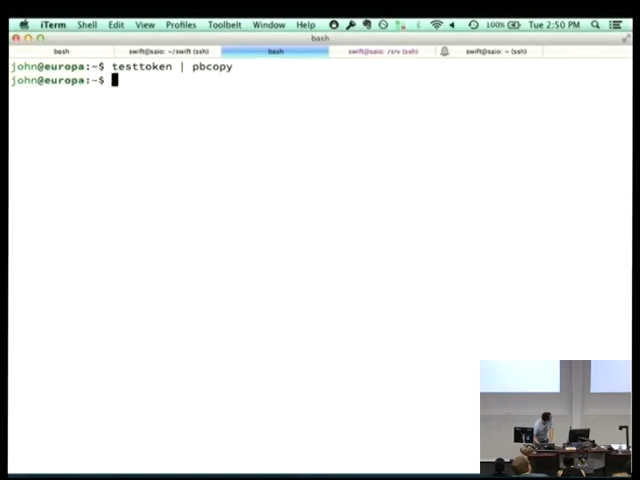 iTerm Shell Edit View Profiles Toolbelt Window Help 100% Tue 2:50 PM
bash
bash swift@saio: ~/swift (ssh) bash swift@saio: /srv (ssh) swift@saio: ~ (ssh)
john@europa:~$ testtoken | pbcopy
john@europa:~$